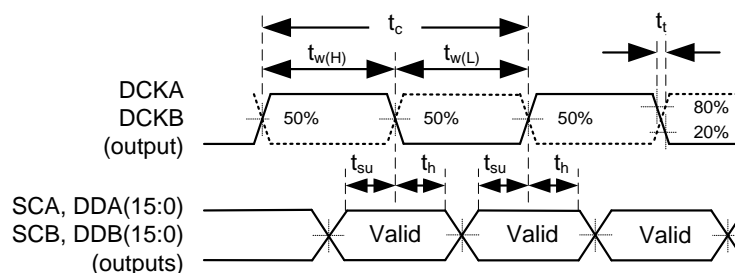 t_c
t_t
t_w(H) t_w(L)
DCKA
DCKB
(output)
50% 50% 50%
80%
20%
t_su t_h t_su t_h
SCA, DDA(15:0)
SCB, DDB(15:0)
(outputs)
Valid Valid Valid